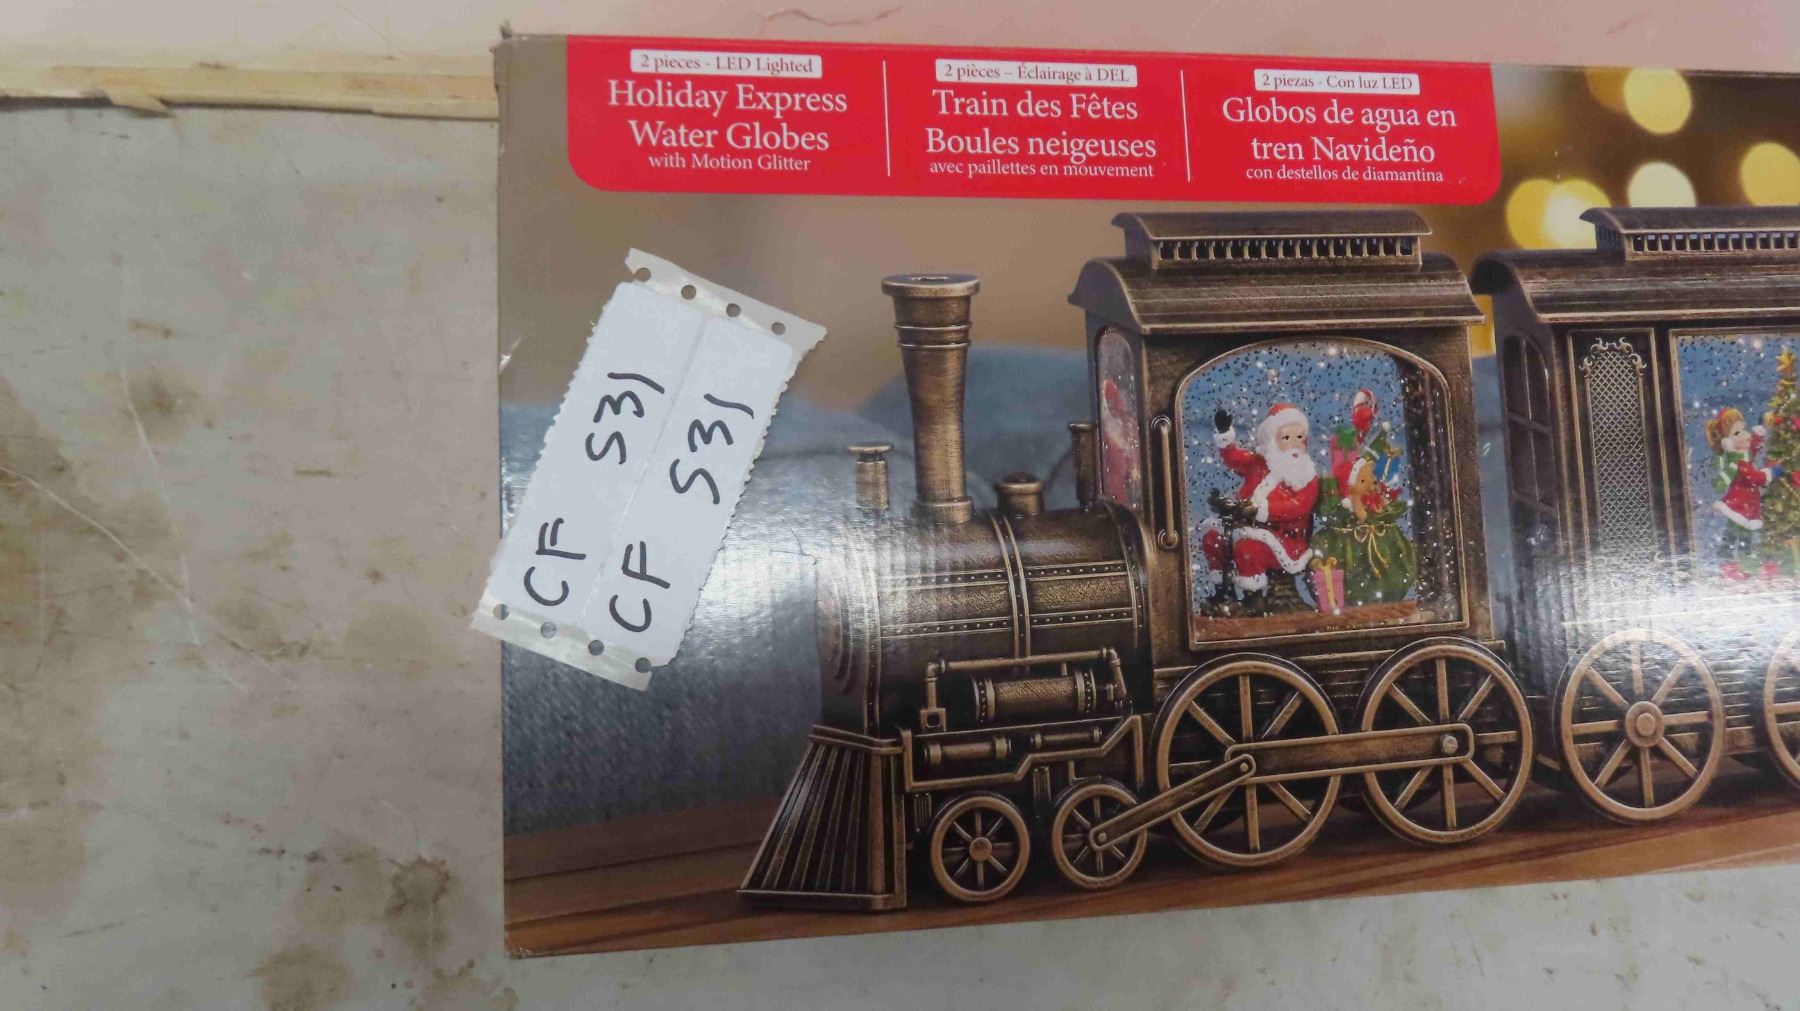 2 pieces - LED Lighted
Holiday Express
Water Globes
with Motion Glitter
2 pièces – Éclairage à DEL
Train des Fêtes
Boules neigeuses
avec paillettes en mouvement
2 piezas - Con luz LED
Globos de agua en
tren Navideño
con destellos de diamantina
CF 531
CF 531